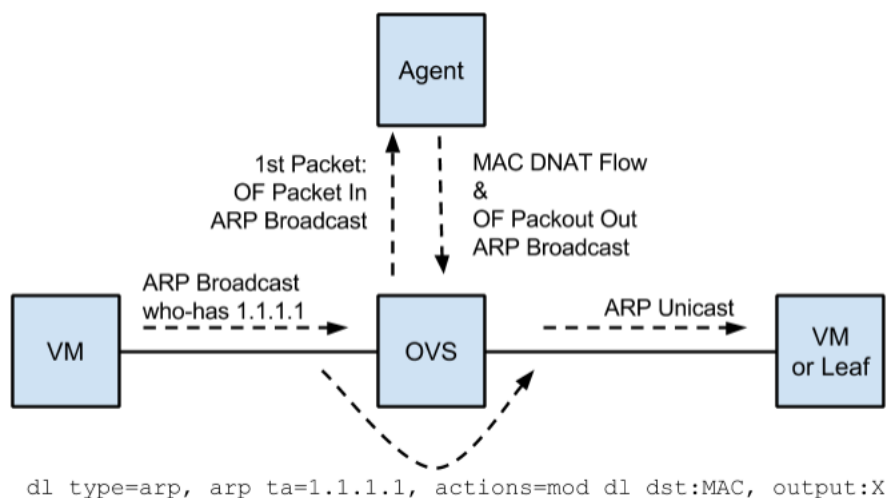 Agent
1st Packet:
OF Packet In
ARP Broadcast
MAC DNAT Flow
&
OF Packout Out
ARP Broadcast
ARP Broadcast
who-has 1.1.1.1
ARP Unicast
VM
OVS
VM
or Leaf
dl type=arp, arp ta=1.1.1.1, actions=mod dl dst:MAC, output:X